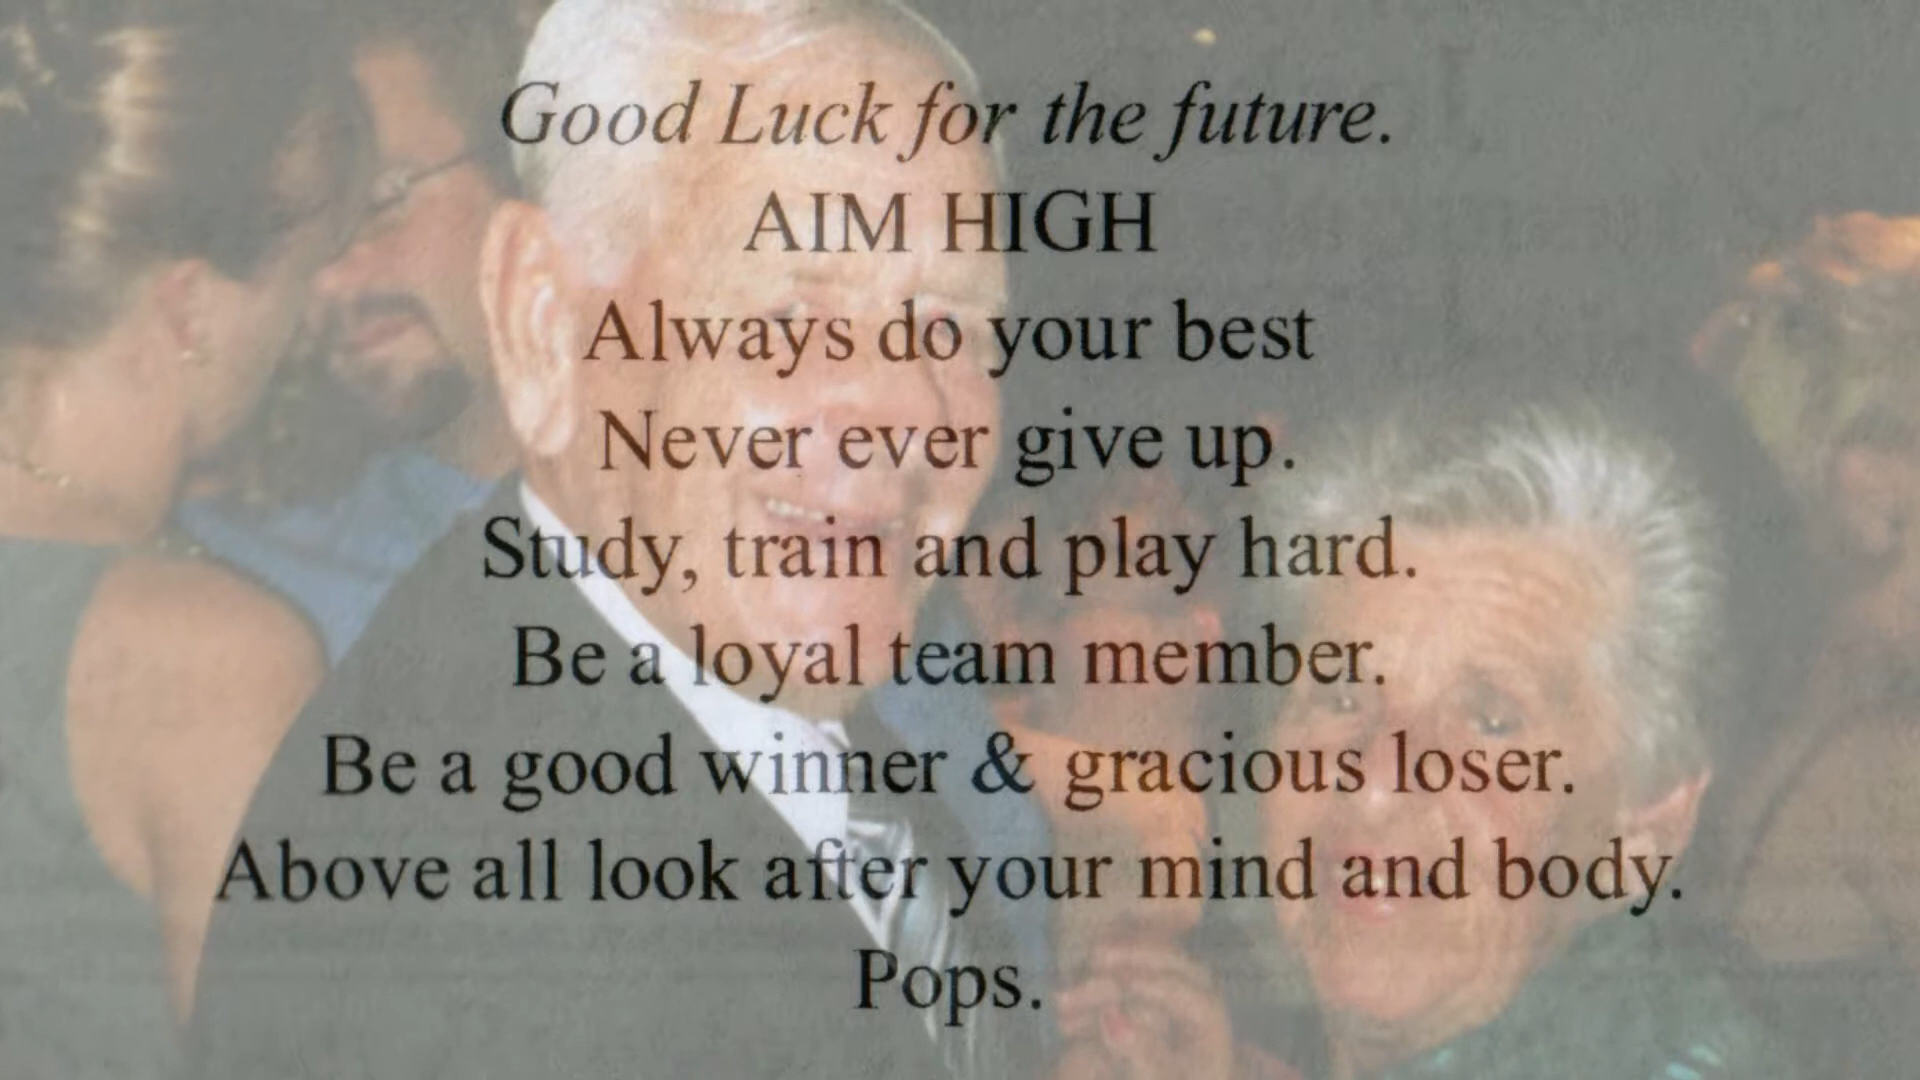 Good Luck for the future.
AIM HIGH
Always do your best
Never ever give up.
Study, train and play hard.
Be a loyal team member.
Be a good winner & gracious loser.
Above all look after your mind and body.
Pops.